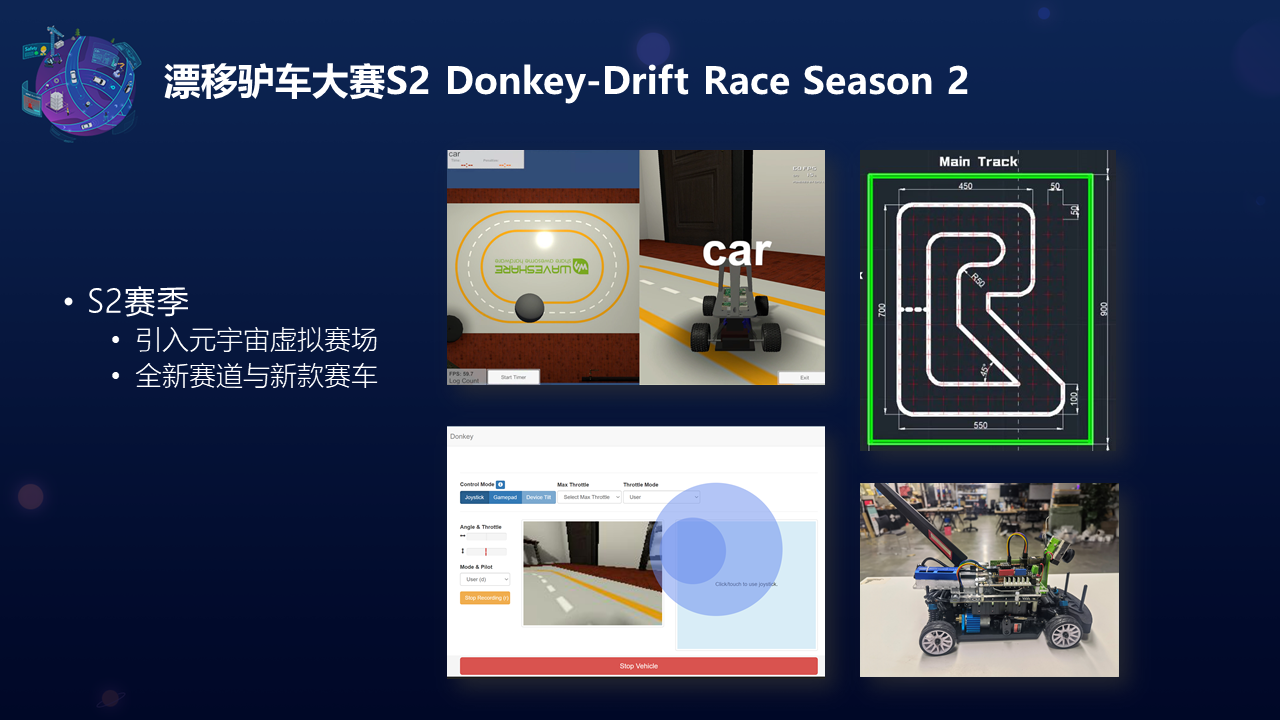 漂移驴车大赛S2 Donkey-Drift Race Season 2
• S2赛季
• 引入元宇宙虚拟赛场
• 全新赛道与新款赛车
car
WAVESHARE
share awesome hardware
FPS: 59.7
Log Count
Start Timer
car
Exit
Main Track
450
50
50
R50
700
900
45°
100
550
Donkey
Control Mode
Max Throttle
Throttle Mode
Joystick
Gamepad
Device Tilt
Select Max Throttle
User
Angle & Throttle
Mode & Pilot
User (d)
Stop Recording (r)
Click/touch to use joystick.
Stop Vehicle